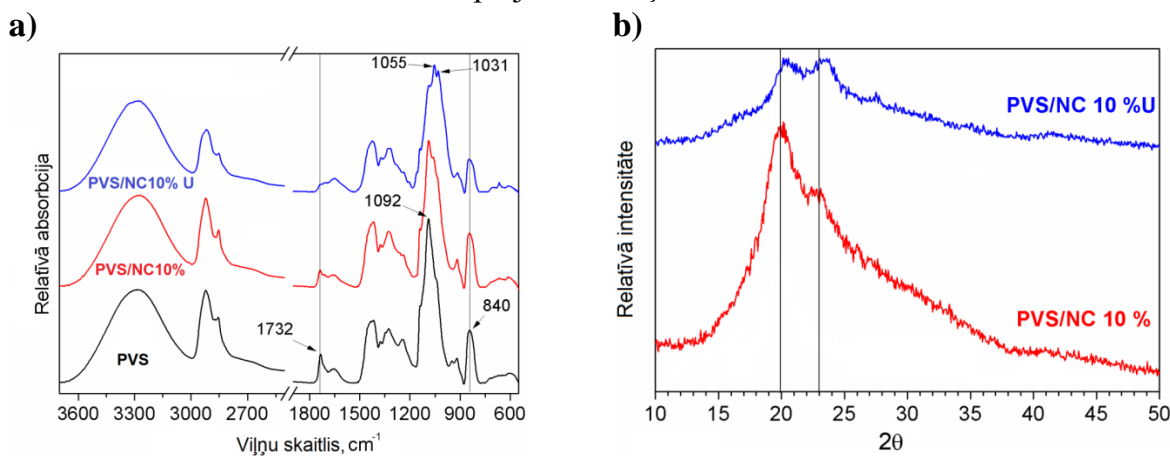 a)
b)
1055
1031
PVS/NC10% U
1092
PVS/NC10%
1732
840
PVS
Relatīvā absorbcija
3600 3300 3000 2700 1800 1500 1200 900 600
Viļņu skaitlis, cm⁻¹
PVS/NC 10 %U
PVS/NC 10 %
Relatīvā intensitāte
10 15 20 25 30 35 40 45 50
2θ